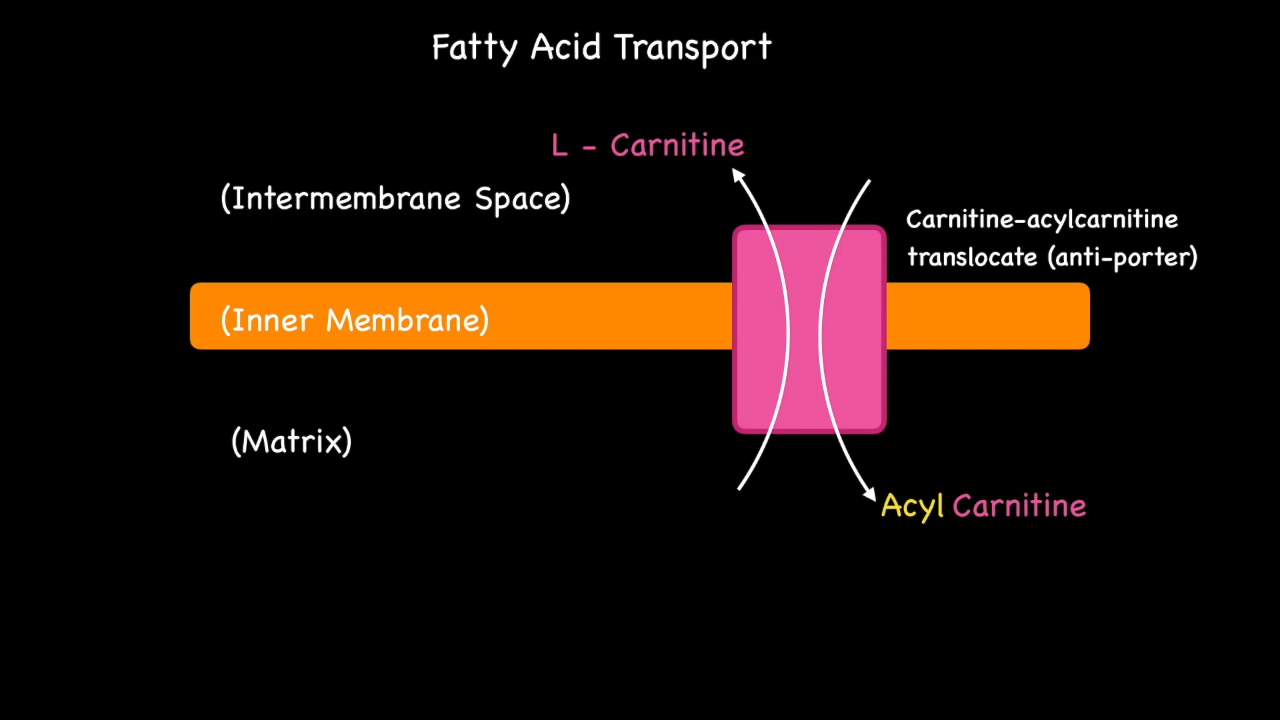 Fatty Acid Transport
L - Carnitine
(Intermembrane Space)
Carnitine-acylcarnitine
translocate (anti-porter)
(Inner Membrane)
(Matrix)
Acyl Carnitine